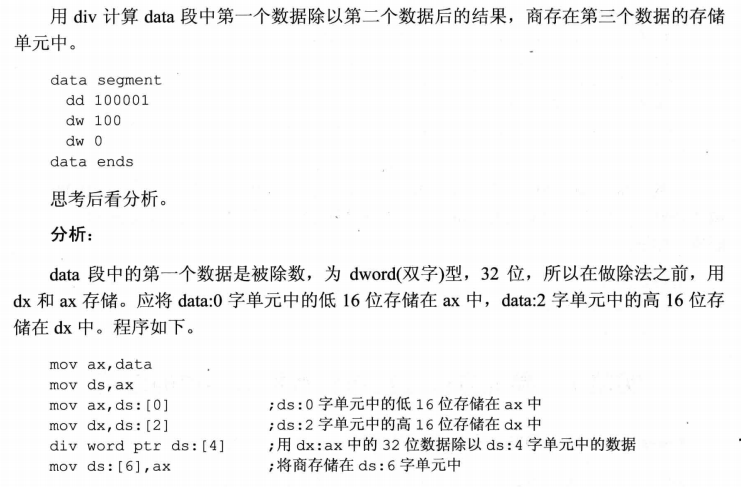 用 div 计算 data 段中第一个数据除以第二个数据后的结果，商存在第三个数据的存储
单元中。
data segment
dd 100001
dw 100
dw 0
data ends
思考后看分析。
分析：
data 段中的第一个数据是被除数，为 dword(双字)型，32 位，所以在做除法之前，用
dx 和 ax 存储。应将 data:0 字单元中的低 16 位存储在 ax 中，data:2 字单元中的高 16 位存
储在 dx 中。程序如下。
mov ax,data
mov ds,ax
mov ax,ds:[0] ;ds:0 字单元中的低 16 位存储在 ax 中
mov dx,ds:[2] ;ds:2 字单元中的高 16 位存储在 dx 中
div word ptr ds:[4] ;用 dx:ax 中的 32 位数据除以 ds:4 字单元中的数据
mov ds:[6],ax ;将商存储在 ds:6 字单元中